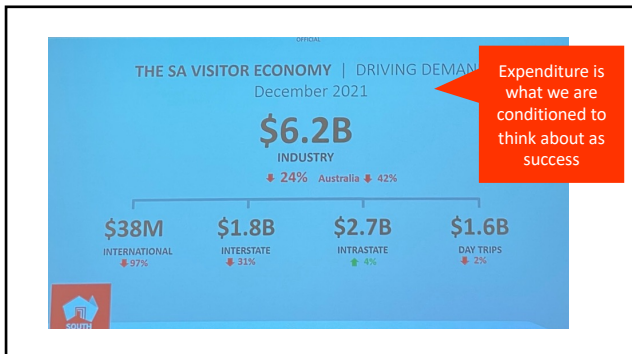 OFFICIAL
THE SA VISITOR ECONOMY | DRIVING DEMAN
December 2021
Expenditure is
what we are
conditioned to
think about as
success
$6.2B
INDUSTRY
24% Australia 42%
$38M
INTERNATIONAL
97%
$1.8B
INTERSTATE
31%
$2.7B
INTRASTATE
4%
$1.6B
DAY TRIPS
2%
SOUTH